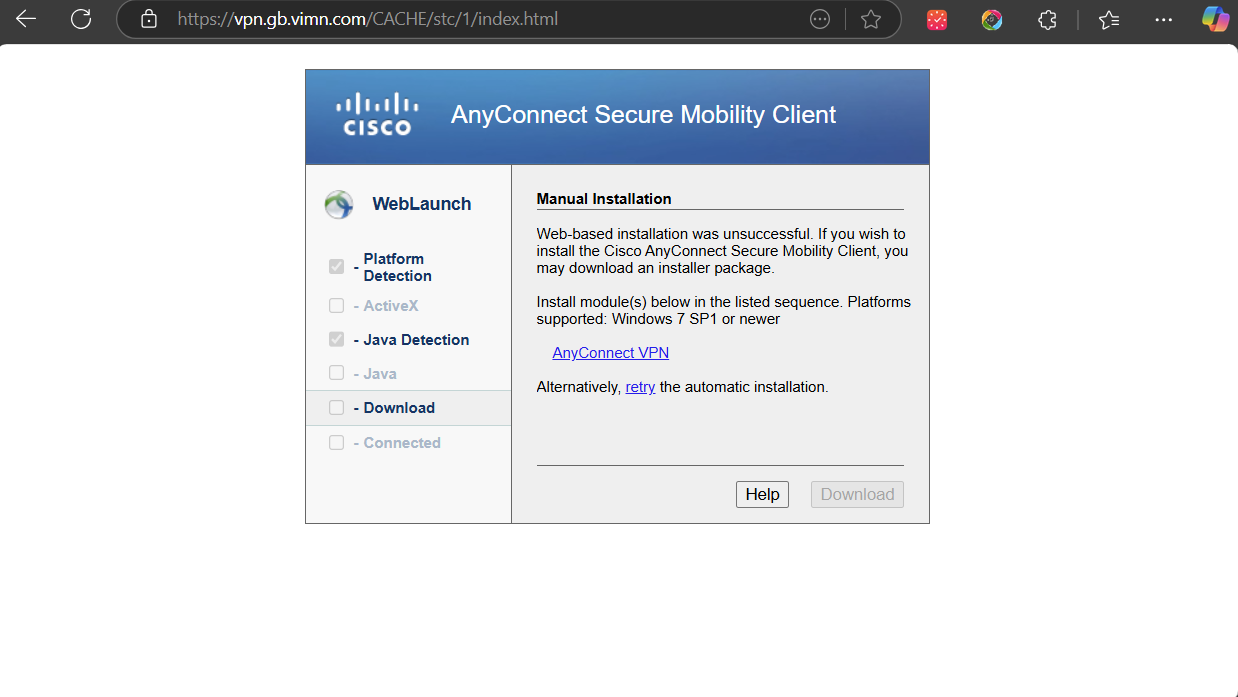 https://vpn.gb.vimn.com/CACHE/stc/1/index.html
CISCO
AnyConnect Secure Mobility Client
WebLaunch
- Platform
Detection
- ActiveX
- Java Detection
- Java
- Download
- Connected
Manual Installation
Web-based installation was unsuccessful. If you wish to
install the Cisco AnyConnect Secure Mobility Client, you
may download an installer package.
Install module(s) below in the listed sequence. Platforms
supported: Windows 7 SP1 or newer
AnyConnect VPN
Alternatively, retry the automatic installation.
Help
Download